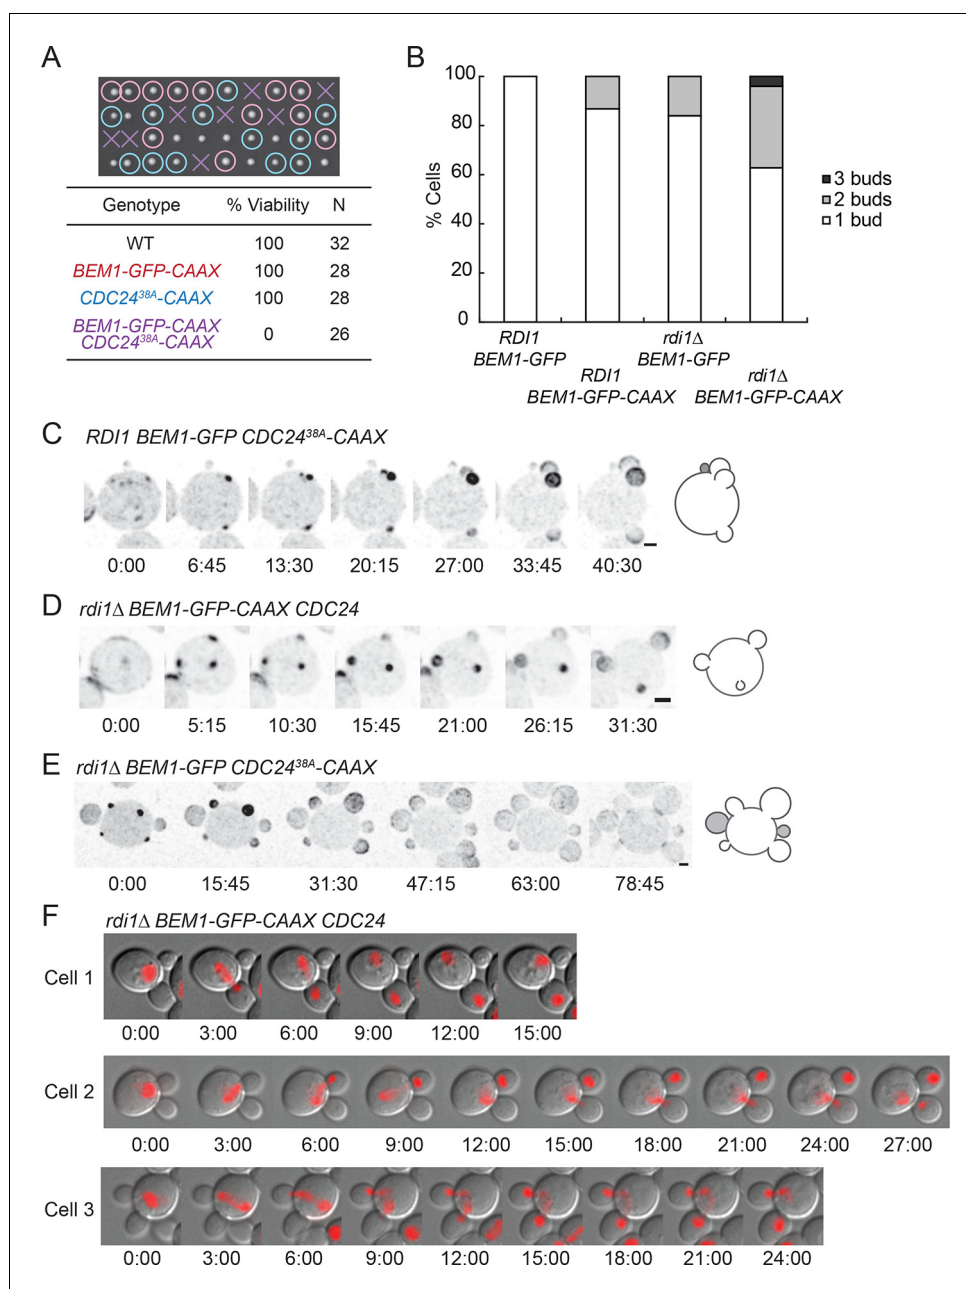 A
Genotype % Viability N
WT 100 32
BEM1-GFP-CAAX 100 28
CDC24³⁸ᴬ-CAAX 100 28
BEM1-GFP-CAAX
CDC24³⁸ᴬ-CAAX 0 26
B
% Cells
100
80
60
40
20
0
3 buds
2 buds
1 bud
RDI1
BEM1-GFP
RDI1
BEM1-GFP-CAAX
rdi1Δ
BEM1-GFP
rdi1Δ
BEM1-GFP-CAAX
C RDI1 BEM1-GFP CDC24³⁸ᴬ-CAAX
0:00 6:45 13:30 20:15 27:00 33:45 40:30
D rdi1Δ BEM1-GFP-CAAX CDC24
0:00 5:15 10:30 15:45 21:00 26:15 31:30
E rdi1Δ BEM1-GFP CDC24³⁸ᴬ-CAAX
0:00 15:45 31:30 47:15 63:00 78:45
F rdi1Δ BEM1-GFP-CAAX CDC24
Cell 1
0:00 3:00 6:00 9:00 12:00 15:00
Cell 2
0:00 3:00 6:00 9:00 12:00 15:00 18:00 21:00 24:00 27:00
Cell 3
0:00 3:00 6:00 9:00 12:00 15:00 18:00 21:00 24:00